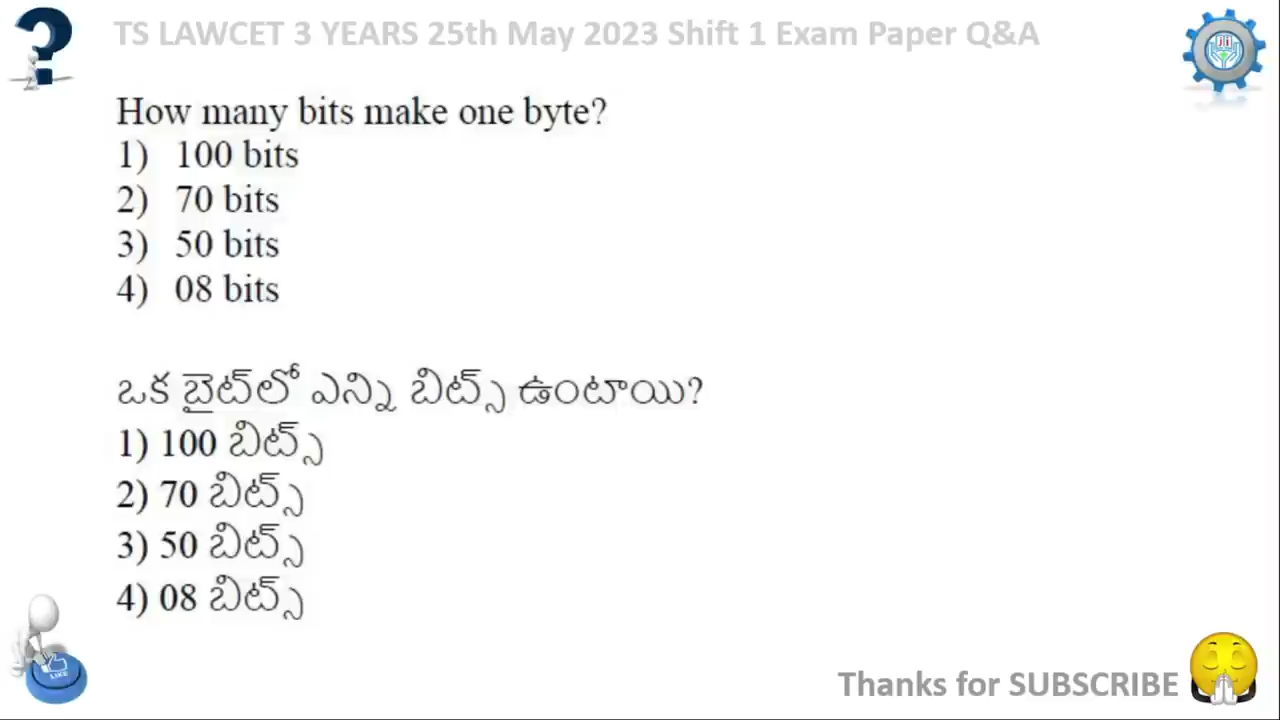 TS LAWCET 3 YEARS 25th May 2023 Shift 1 Exam Paper Q&A
How many bits make one byte?
1) 100 bits
2) 70 bits
3) 50 bits
4) 08 bits
ఒక బైట్‌లో ఎన్ని బిట్స్ ఉంటాయి?
1) 100 బిట్స్
2) 70 బిట్స్
3) 50 బిట్స్
4) 08 బిట్స్
LIKE
Thanks for SUBSCRIBE